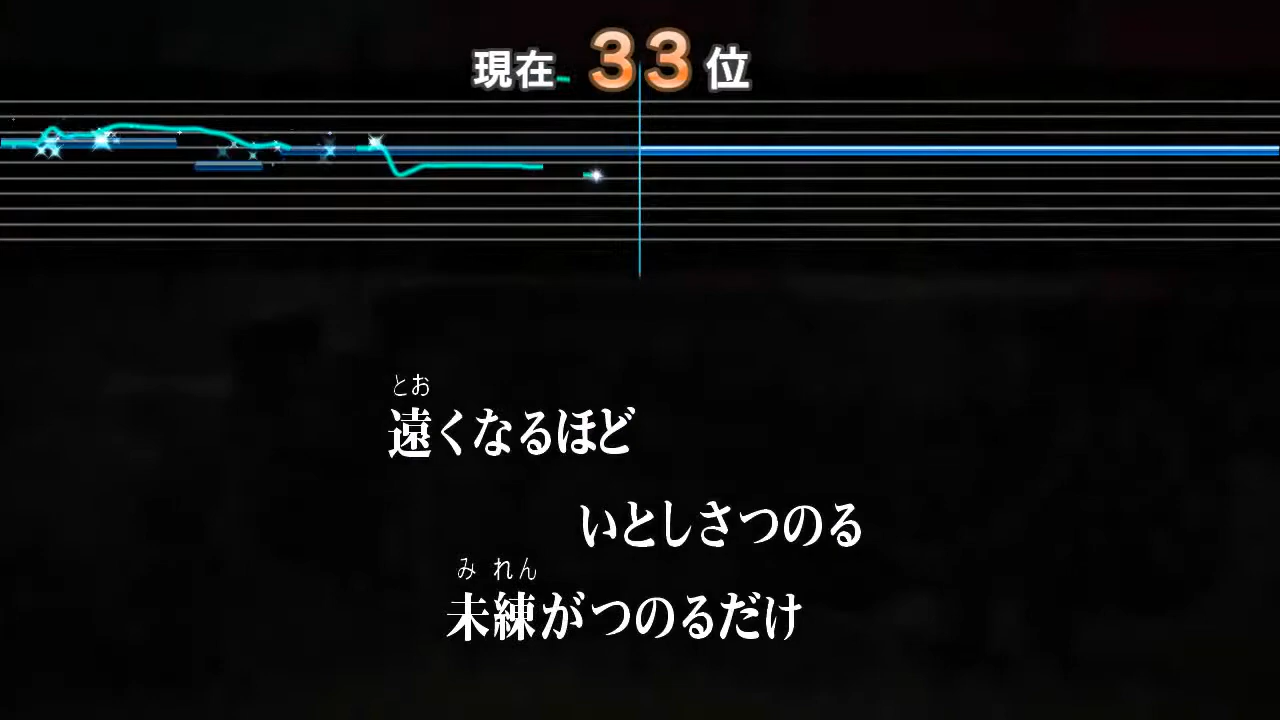 現在 33 位
とお
遠くなるほど
いとしさつのる
み れん
未練がつのるだけ